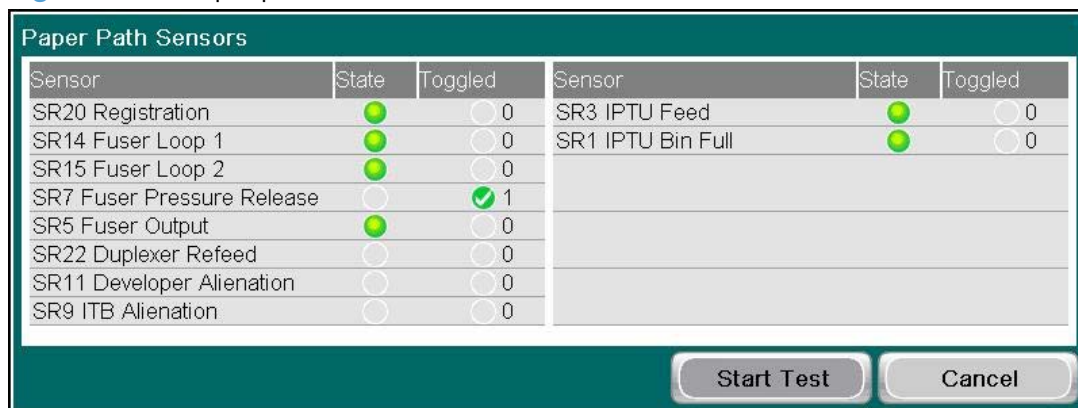 Paper Path Sensors
Sensor State Toggled
SR20 Registration 0
SR14 Fuser Loop 1 0
SR15 Fuser Loop 2 0
SR7 Fuser Pressure Release 1
SR5 Fuser Output 0
SR22 Duplexer Refeed 0
SR11 Developer Alienation 0
SR9 ITB Alienation 0
Sensor State Toggled
SR3 IPTU Feed 0
SR1 IPTU Bin Full 0
Start Test Cancel